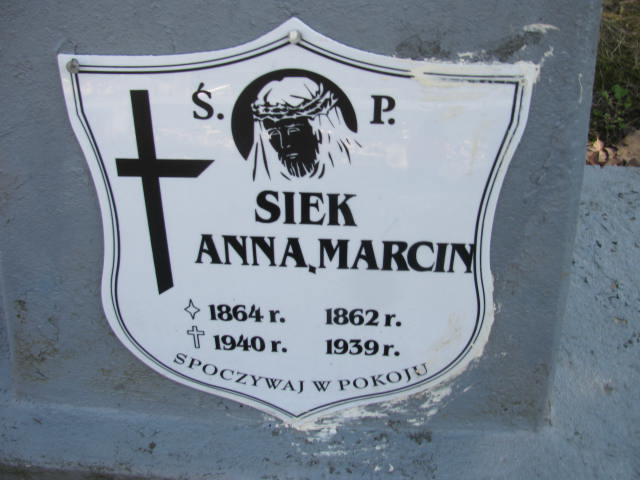 Ś. P.
SIEK
ANNA, MARCIN
1864 r. 1862 r.
1940 r. 1939 r.
SPOCZYWAJ W POKOJU